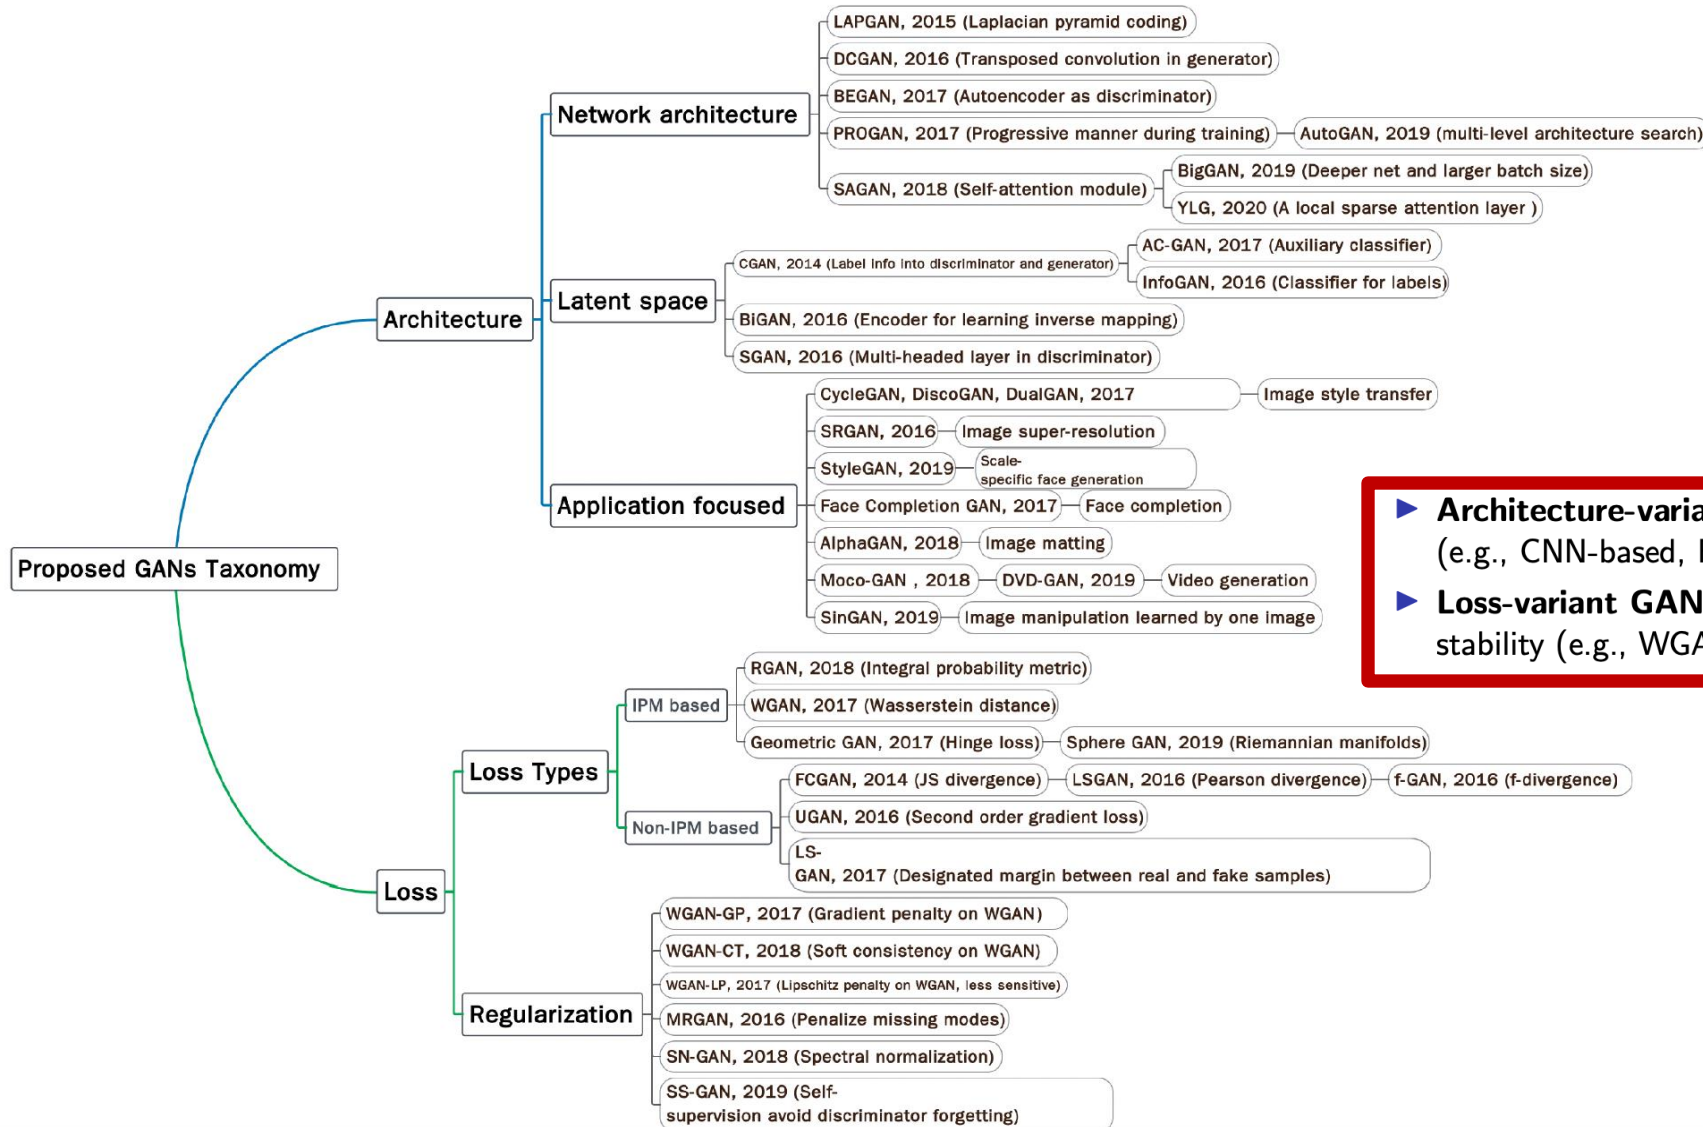 Proposed GANs Taxonomy
Architecture
Network architecture
LAPGAN, 2015 (Laplacian pyramid coding)
DCGAN, 2016 (Transposed convolution in generator)
BEGAN, 2017 (Autoencoder as discriminator)
PROGAN, 2017 (Progressive manner during training)
AutoGAN, 2019 (multi-level architecture search)
SAGAN, 2018 (Self-attention module)
BigGAN, 2019 (Deeper net and larger batch size)
YLG, 2020 (A local sparse attention layer )
Latent space
CGAN, 2014 (Label info into discriminator and generator)
AC-GAN, 2017 (Auxiliary classifier)
InfoGAN, 2016 (Classifier for labels)
BiGAN, 2016 (Encoder for learning inverse mapping)
SGAN, 2016 (Multi-headed layer in discriminator)
Application focused
CycleGAN, DiscoGAN, DualGAN, 2017
Image style transfer
SRGAN, 2016
Image super-resolution
StyleGAN, 2019
Scale-
specific face generation
Face Completion GAN, 2017
Face completion
AlphaGAN, 2018
Image matting
Moco-GAN , 2018
DVD-GAN, 2019
Video generation
SinGAN, 2019
Image manipulation learned by one image
Loss
Loss Types
IPM based
RGAN, 2018 (Integral probability metric)
WGAN, 2017 (Wasserstein distance)
Geometric GAN, 2017 (Hinge loss)
Sphere GAN, 2019 (Riemannian manifolds)
Non-IPM based
FCGAN, 2014 (JS divergence)
LSGAN, 2016 (Pearson divergence)
f-GAN, 2016 (f-divergence)
UGAN, 2016 (Second order gradient loss)
LS-
GAN, 2017 (Designated margin between real and fake samples)
Regularization
WGAN-GP, 2017 (Gradient penalty on WGAN)
WGAN-CT, 2018 (Soft consistency on WGAN)
WGAN-LP, 2017 (Lipschitz penalty on WGAN, less sensitive)
MRGAN, 2016 (Penalize missing modes)
SN-GAN, 2018 (Spectral normalization)
SS-GAN, 2019 (Self-
supervision avoid discriminator forgetting)
Architecture-varia
(e.g., CNN-based,
Loss-variant GAN
stability (e.g., WGA